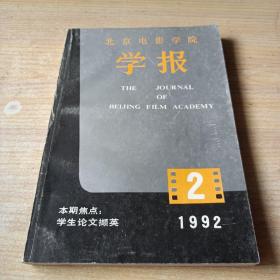 北京电影学院
学报
THE JOURNAL
OF
BEIJING FILM ACADEMY
2
本期焦点：
学生论文撷英
1992